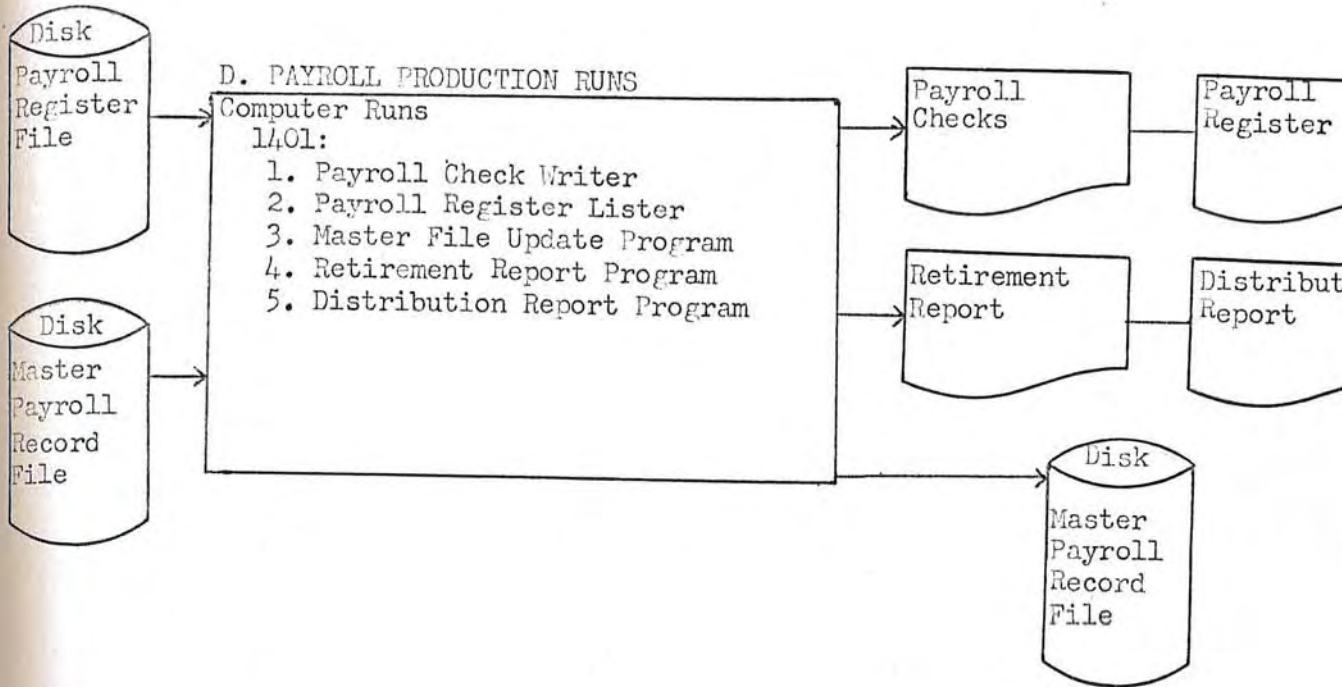 Disk
Payroll
Register
File
D. PAYROLL PRODUCTION RUNS
Computer Runs
1401:
1. Payroll Check Writer
2. Payroll Register Lister
3. Master File Update Program
4. Retirement Report Program
5. Distribution Report Program
Payroll
Checks
Payroll
Register
Retirement
Report
Distribut
Report
Disk
Master
Payroll
Record
File
Disk
Master
Payroll
Record
File